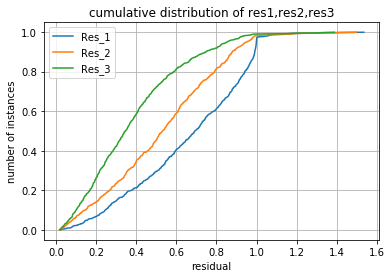 cumulative distribution of res1,res2,res3
Res_1
Res_2
Res_3
number of instances
1.0
0.8
0.6
0.4
0.2
0.0
0.0 0.2 0.4 0.6 0.8 1.0 1.2 1.4 1.6
residual